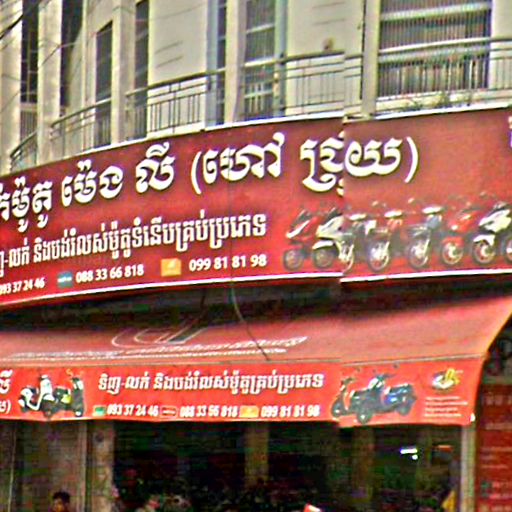 ម៉ូតូ ម៉េង លី (ហៅ ទ្រួយ)
ញ-លក់ និងបង់រំលស់ម៉ូតូទំនើបគ្រប់ប្រភេទ
093 37 24 46 088 33 66 818 099 81 81 98
លី ទិញ-លក់ និងបង់រំលស់ម៉ូតូគ្រប់ប្រភេទ
093 37 24 46 088 33 66 818 099 81 81 98